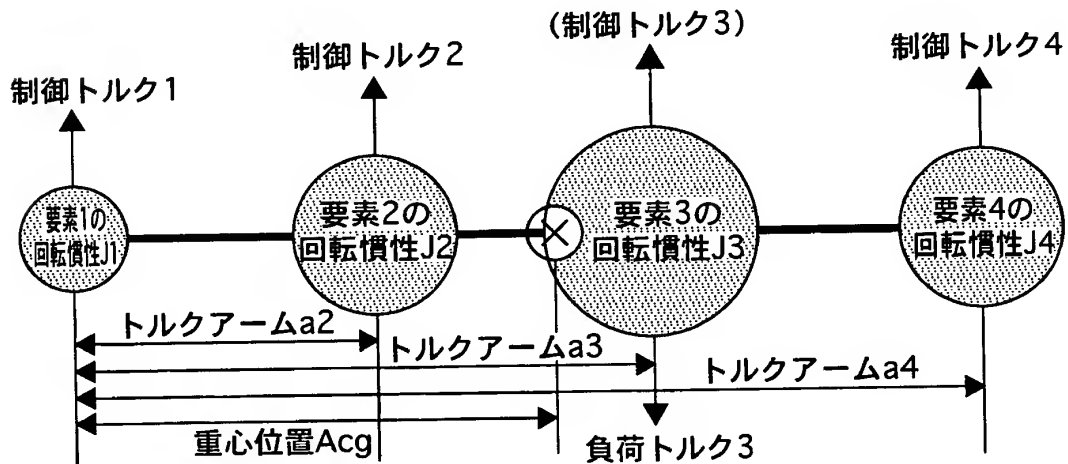 (制御トルク3)
制御トルク2
制御トルク4
制御トルク1
要素1の
回転慣性J1
要素2の
回転慣性J2
要素3の
回転慣性J3
要素4の
回転慣性J4
トルクアームa2
トルクアームa3
トルクアームa4
重心位置Acg
負荷トルク3